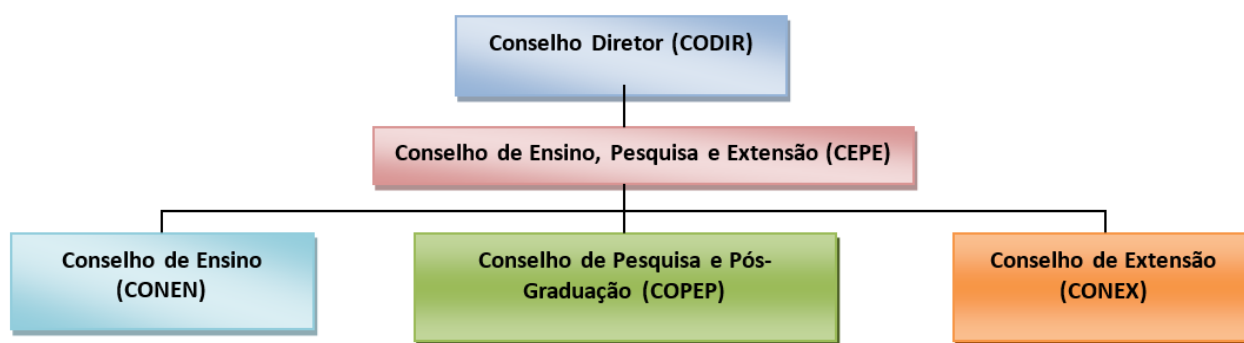 Conselho Diretor (CODIR)
Conselho de Ensino, Pesquisa e Extensão (CEPE)
Conselho de Ensino
(CONEN)
Conselho de Pesquisa e Pós-
Graduação (COPEP)
Conselho de Extensão
(CONEX)